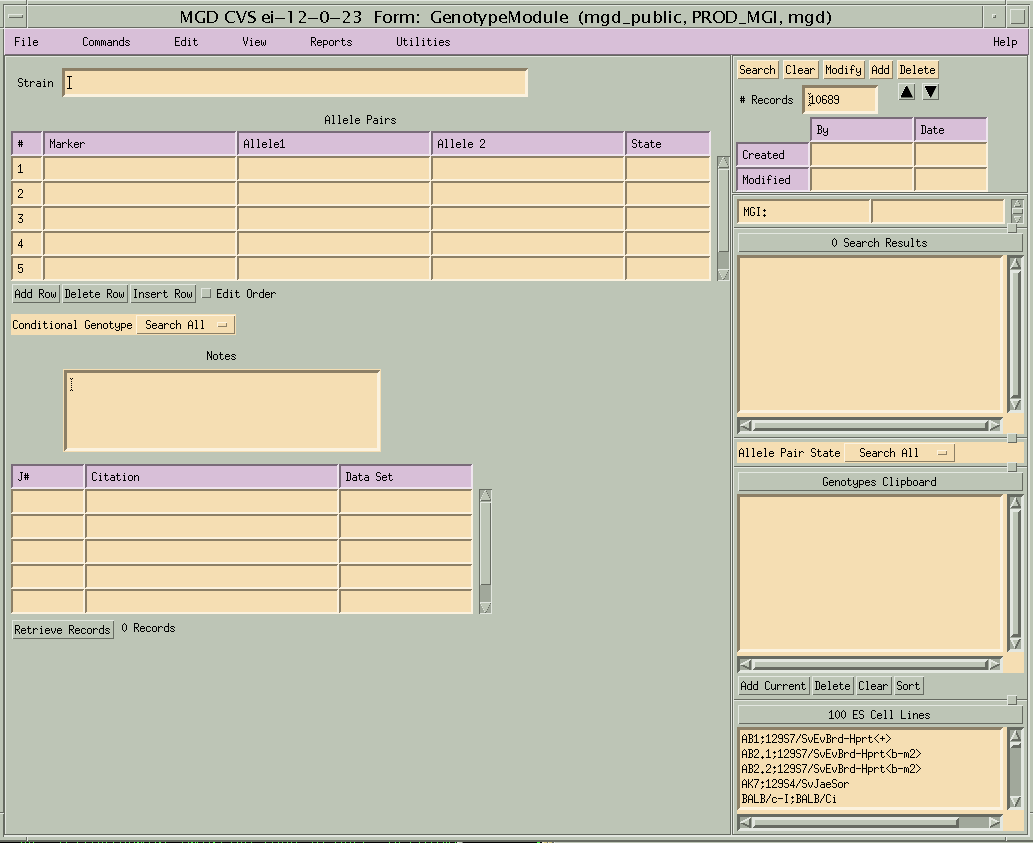 MGD CVS ei-12-0-23 Form: GenotypeModule (mgd_public, PROD_MGI, mgd)
File Commands Edit View Reports Utilities Help
Strain
Allele Pairs
# Marker Allele1 Allele 2 State
1
2
3
4
5
Add Row Delete Row Insert Row Edit Order
Conditional Genotype Search All
Notes
J# Citation Data Set
Retrieve Records 0 Records
Search Clear Modify Add Delete
# Records 10689
By Date
Created
Modified
MGI:
0 Search Results
Allele Pair State Search All
Genotypes Clipboard
Add Current Delete Clear Sort
100 ES Cell Lines
AB1;129S7/SvEvBrd-Hprt<+>
AB2.1;129S7/SvEvBrd-Hprt<b-m2>
AB2.2;129S7/SvEvBrd-Hprt<b-m2>
AK7;129S4/SvJaeSor
BALB/c-I;BALB/Ci